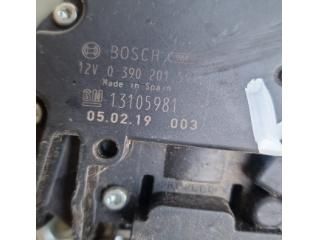 BOSCH
12V 0 390 201
Made in Spain
GM 13105981
05.02.19 003